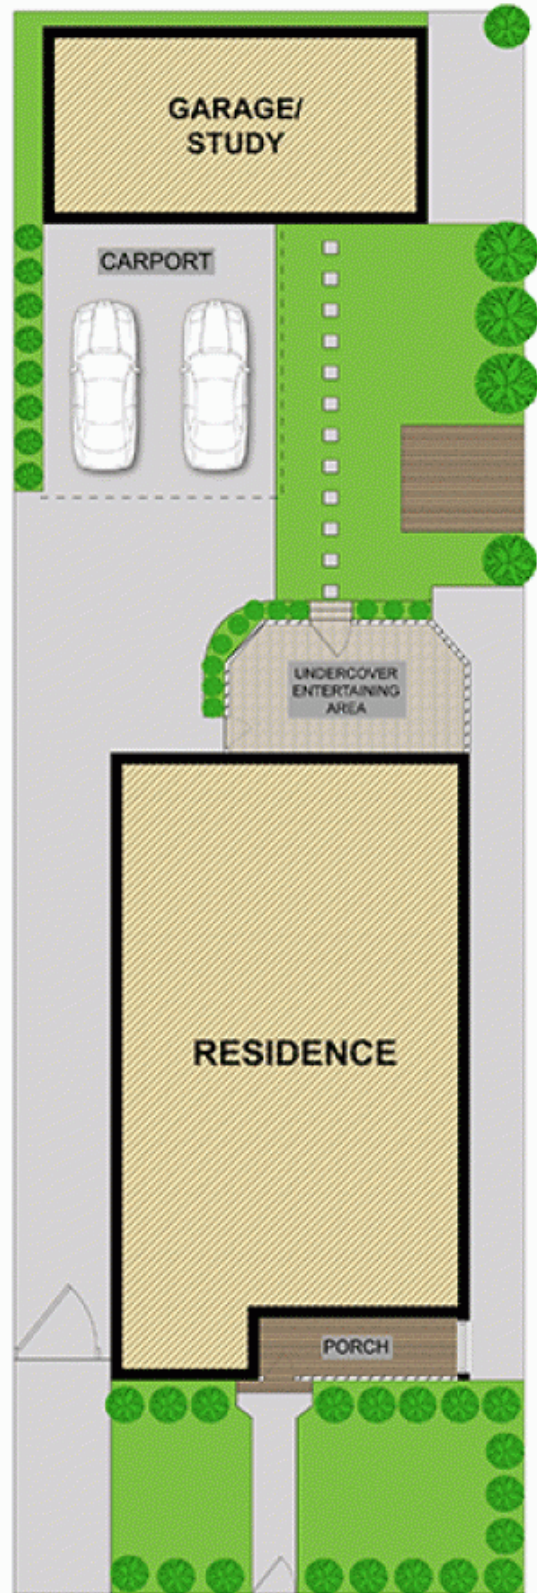 GARAGE/
STUDY
CARPORT
UNDERCOVER
ENTERTAINING
AREA
RESIDENCE
PORCH